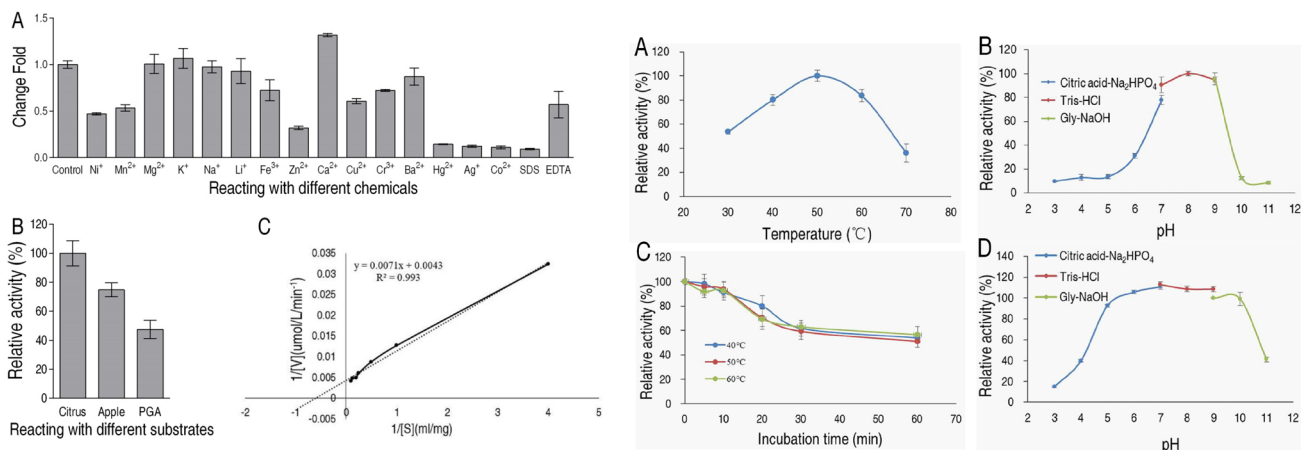 A
Change Fold
1.5
1.0
0.5
0.0
Control Ni⁺ Mn²⁺ Mg²⁺ K⁺ Na⁺ Li⁺ Fe³⁺ Zn²⁺ Ca²⁺ Cu²⁺ Cr³⁺ Ba²⁺ Hg²⁺ Ag⁺ Co²⁺ SDS EDTA
Reacting with different chemicals
B
Relative activity (%)
120
100
80
60
40
20
0
Citrus Apple PGA
Reacting with different substrates
C
1/[V](umol/L/min⁻¹)
y = 0.0071x + 0.0043
R² = 0.993
0.035
0.03
0.025
0.02
0.015
0.01
0.005
0
-0.005
-2 -1 0 1 2 3 4 5
1/[S](ml/mg)
A
Relative activity (%)
120
100
80
60
40
20
0
20 30 40 50 60 70 80
Temperature (℃)
B
Relative activity (%)
120
100
80
60
40
20
0
Citric acid-Na₂HPO₄
Tris-HCl
Gly-NaOH
2 3 4 5 6 7 8 9 10 11 12
pH
C
Relative activity (%)
120
100
80
60
40
20
0
40℃
50℃
60℃
0 10 20 30 40 50 60 70
Incubation time (min)
D
Relative activity (%)
140
120
100
80
60
40
20
0
Citric acid-Na₂HPO₄
Tris-HCl
Gly-NaOH
2 3 4 5 6 7 8 9 10 11 12
pH